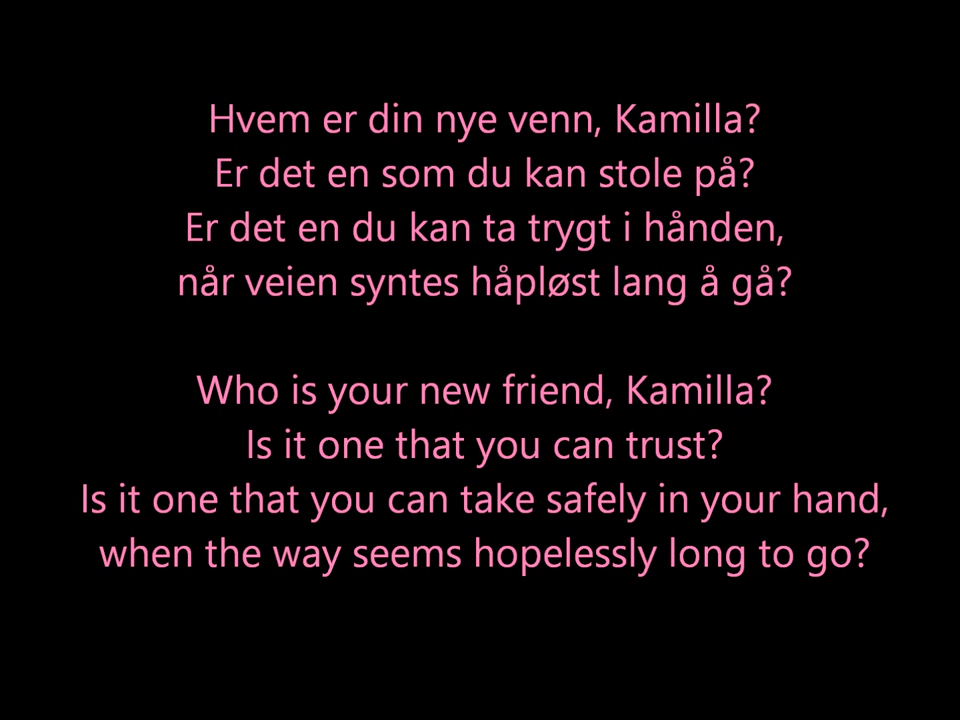 Hvem er din nye venn, Kamilla?
Er det en som du kan stole på?
Er det en du kan ta trygt i hånden,
når veien syntes håpløst lang å gå?
Who is your new friend, Kamilla?
Is it one that you can trust?
Is it one that you can take safely in your hand,
when the way seems hopelessly long to go?